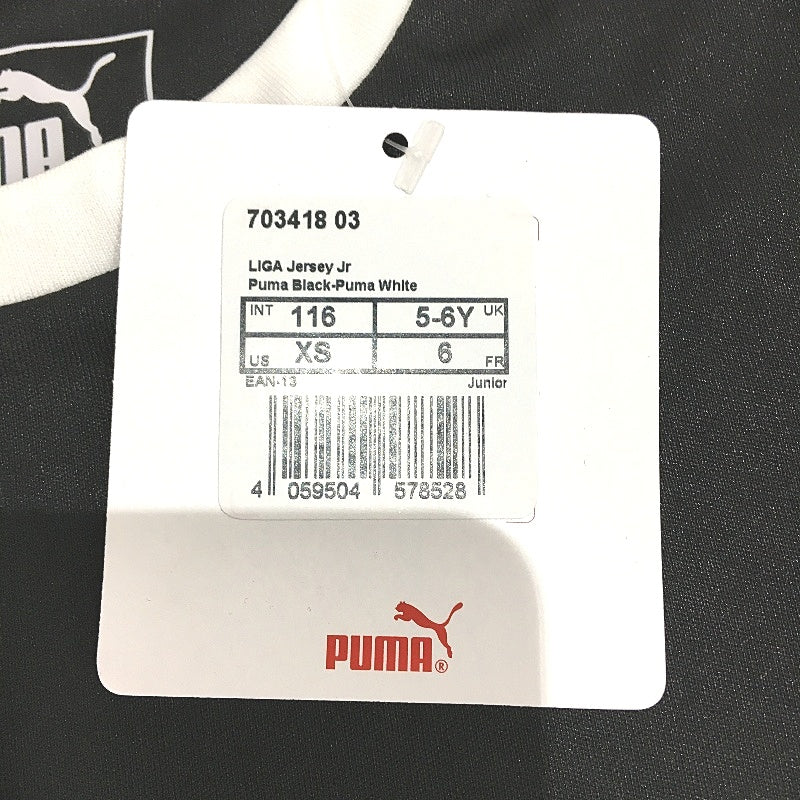 MA
703418 03
LIGA Jersey Jr
Puma Black-Puma White
INT 116 5-6Y UK
US XS 6 FR
EAN-13 Junior
4 059504 578528
PUMA®